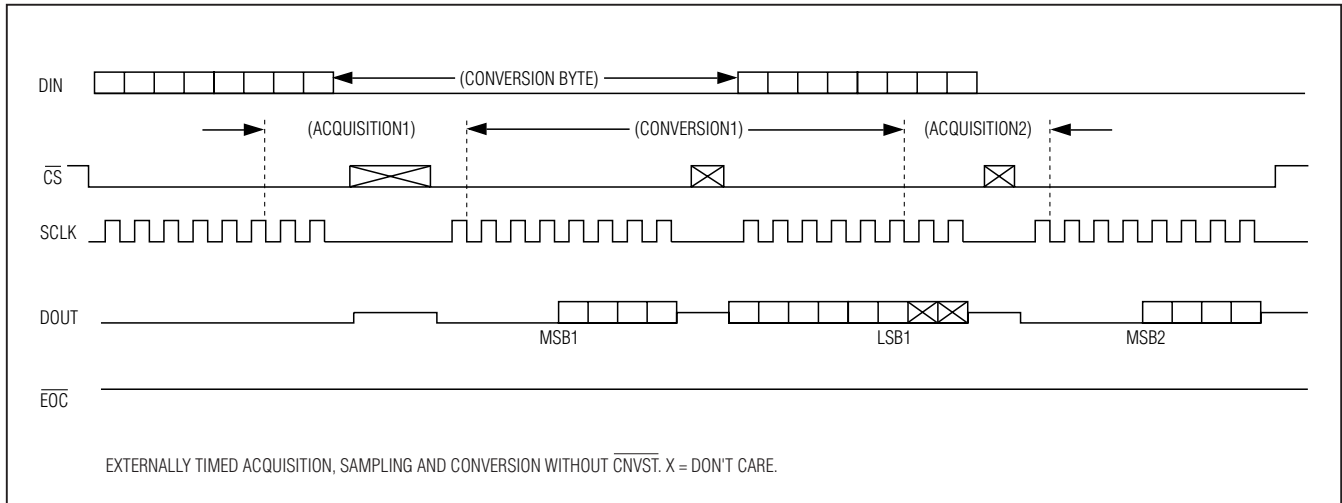 DIN
(CONVERSION BYTE)
(ACQUISITION1)
(CONVERSION1)
(ACQUISITION2)
CS
SCLK
DOUT
MSB1
LSB1
MSB2
EOC
EXTERNALLY TIMED ACQUISITION, SAMPLING AND CONVERSION WITHOUT CNVST. X = DON'T CARE.